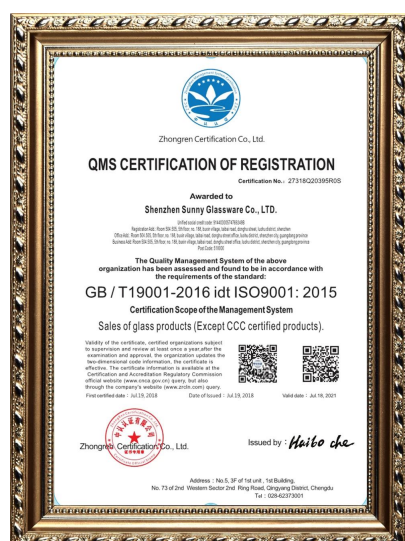 Zhongren Certification Co., Ltd.
QMS CERTIFICATION OF REGISTRATION
Certification No.: 27318Q20395R0S
Awarded to
Shenzhen Sunny Glassware Co., LTD.
The Quality Management System of the above
organization has been assessed and found to be in accordance with
the requirements of the standard:
GB / T19001-2016 idt ISO9001: 2015
Certification Scope of the Management System
Sales of glass products (Except CCC certified products).
Validity of the certificate, certified organizations subject
to supervision and review at least once a year.after the
examination and approval, the organization updates the
two-dimensional code information, the certificate is
effective. The certificate information is available at the
Certification and Accreditation Regulatory Commission
official website (www.cnca.gov.cn) query, but also
through the company's website (www.zrcln.com) query.
First certified date : Jul 19, 2018 Date of Issued : Jul.19, 2018 Valid date : Jul.18, 2021
Zhongren Certification Co., Ltd.
Issued by : Haibo che
Address : No.5, 3F of 1st unit , 1st Building,
No. 73 of 2nd Western Sector 2nd Ring Road, Qingyang District, Chengdu
Tel : 028-62373001